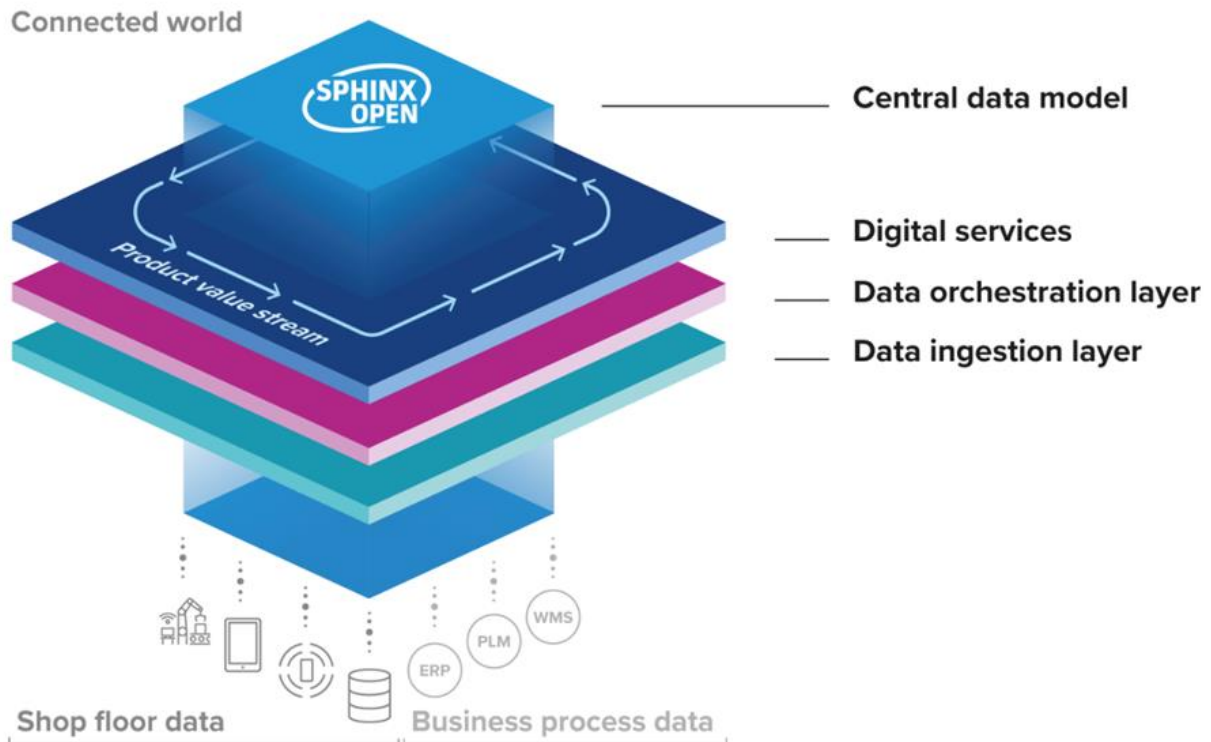 Connected world
SPHINX
OPEN
Central data model
Digital services
Data orchestration layer
Data ingestion layer
Product value stream
WMS
PLM
ERP
Shop floor data
Business process data